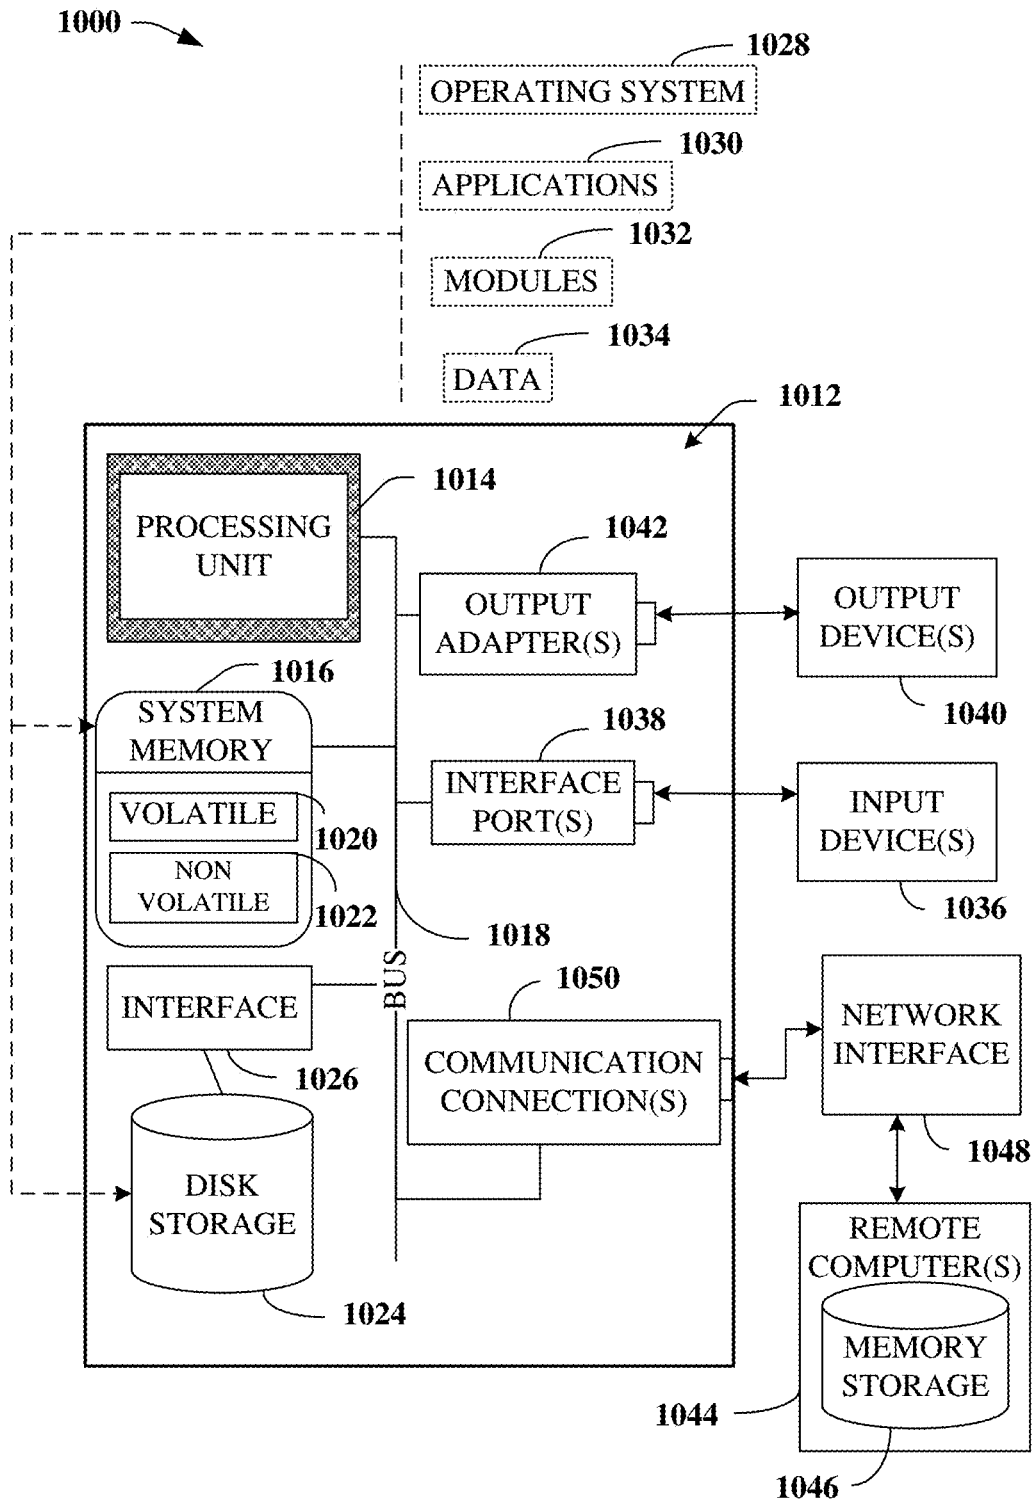 1000
1028
OPERATING SYSTEM
1030
APPLICATIONS
1032
MODULES
1034
DATA
1012
1014
PROCESSING
UNIT
1042
OUTPUT
ADAPTER(S)
OUTPUT
DEVICE(S)
1040
1016
SYSTEM
MEMORY
1038
INTERFACE
PORT(S)
INPUT
DEVICE(S)
1036
VOLATILE
1020
NON
VOLATILE
1022
1018
BUS
INTERFACE
1026
1050
COMMUNICATION
CONNECTION(S)
NETWORK
INTERFACE
1048
DISK
STORAGE
1024
REMOTE
COMPUTER(S)
MEMORY
STORAGE
1044
1046